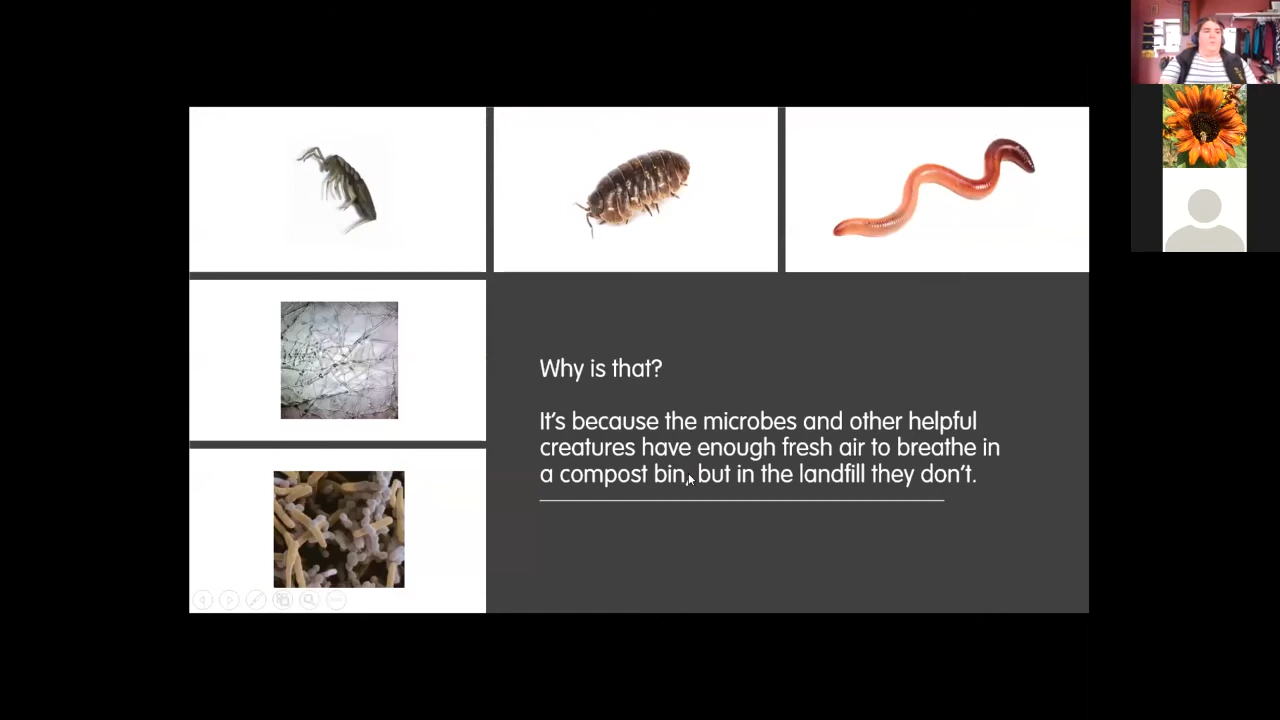 Why is that?
It's because the microbes and other helpful
creatures have enough fresh air to breathe in
a compost bin, but in the landfill they don't.